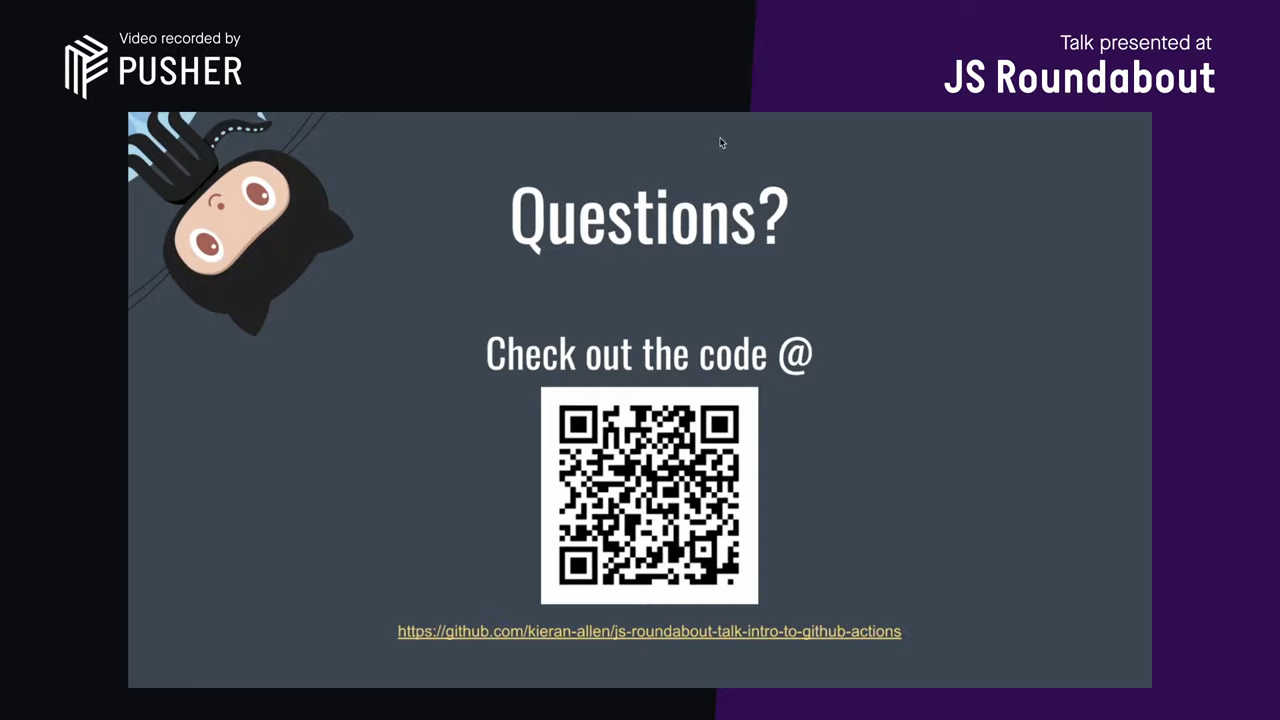 Video recorded by
PUSHER
Talk presented at
JS Roundabout
Questions?
Check out the code @
https://github.com/kieran-allen/js-roundabout-talk-intro-to-github-actions